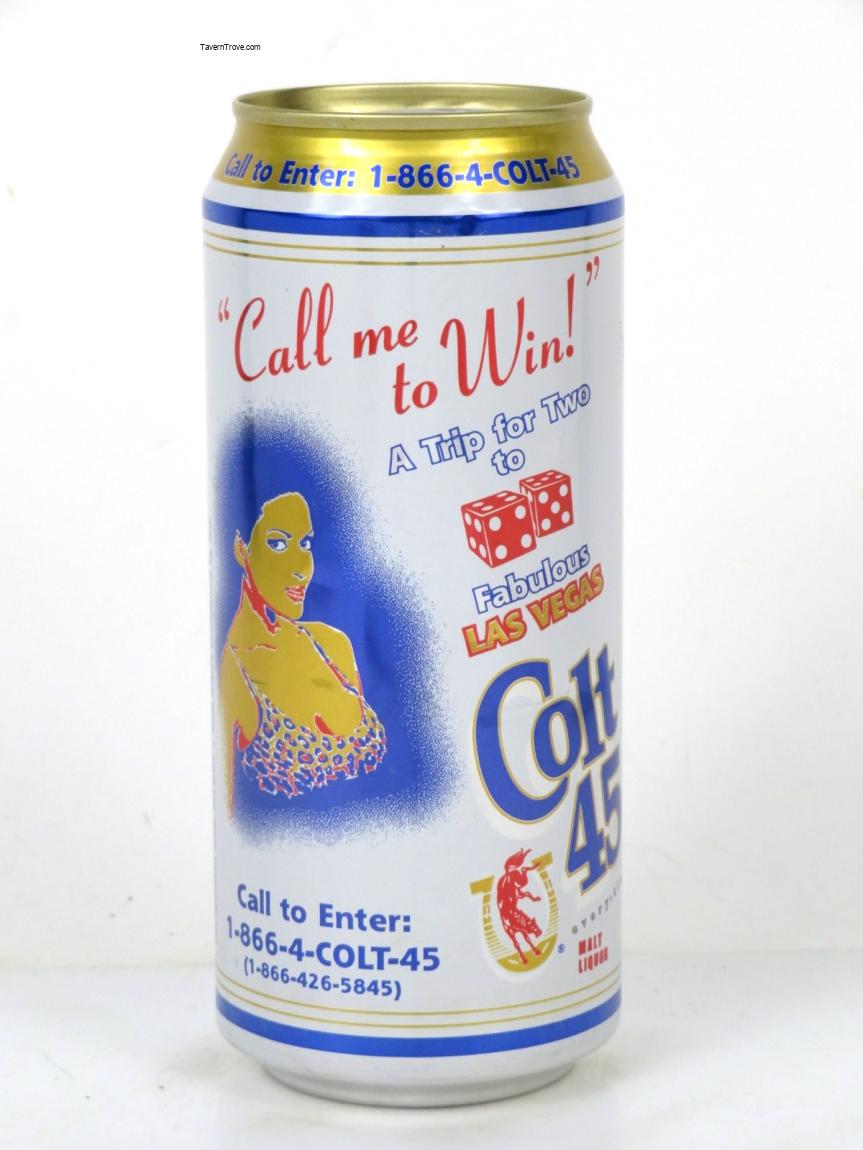 TavernTrove.com
Call to Enter: 1-866-4-COLT-45
“Call me
to Win!”
A Trip for Two
to
Fabulous
LAS VEGAS
Colt
45
®
MALT
LIQUOR
Call to Enter:
1-866-4-COLT-45
(1-866-426-5845)